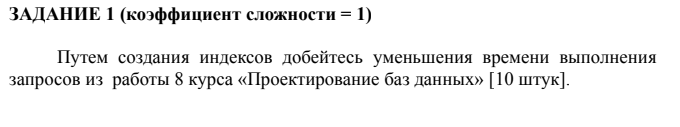 ЗАДАНИЕ 1 (коэффициент сложности = 1)
Путем создания индексов добейтесь уменьшения времени выполнения
запросов из работы 8 курса «Проектирование баз данных» [10 штук].